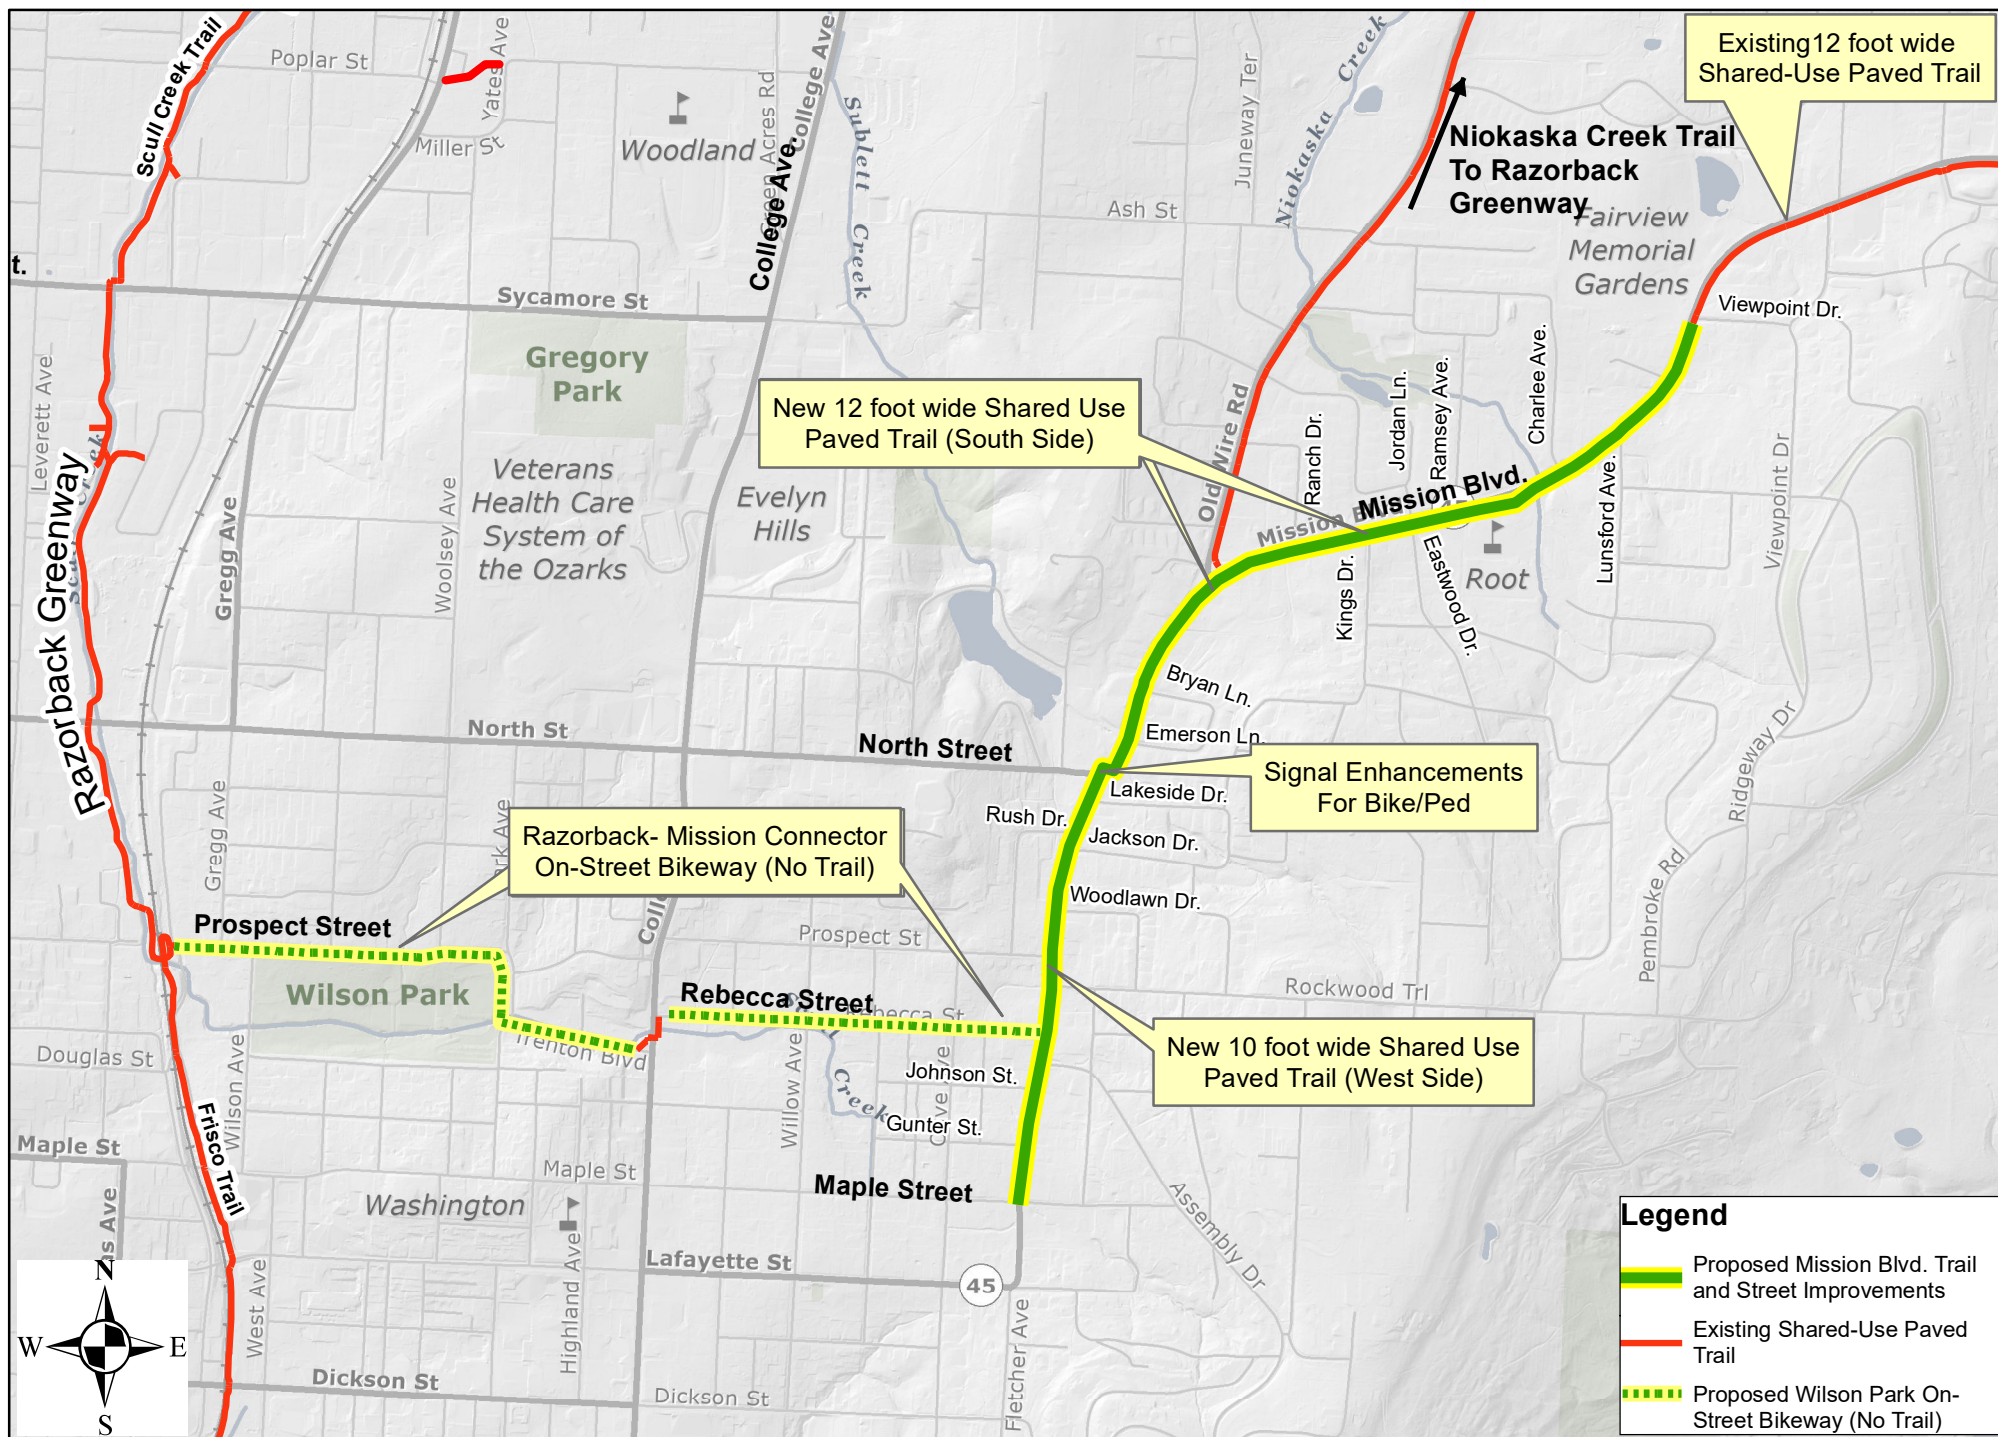 Existing12 foot wide
Shared-Use Paved Trail
Scull Creek Trail
Poplar St
Yates Ave
Miller St
Woodland
Green Acres Rd
College Ave
College Ave.
Sublett Creek
Juneway Ter
Niokaska Creek
Ash St
Niokaska Creek Trail
To Razorback
Greenway
Fairview
Memorial
Gardens
t.
Sycamore St
Viewpoint Dr.
Gregory
Park
Leverett Ave
New 12 foot wide Shared Use
Paved Trail (South Side)
Old Wire Rd
Ranch Dr.
Jordan Ln.
Ramsey Ave.
Charlee Ave.
Mission Blvd.
Veterans
Health Care
System of
the Ozarks
Evelyn
Hills
Woolsey Ave
Gregg Ave
Razorback Greenway
Lunsford Ave.
Viewpoint Dr
Kings Dr.
Eastwood Dr.
Root
Bryan Ln.
Emerson Ln.
North St
North Street
Signal Enhancements
For Bike/Ped
Lakeside Dr.
Rush Dr.
Jackson Dr.
Ridgeway Dr
Gregg Ave
Razorback- Mission Connector
On-Street Bikeway (No Trail)
Woodlawn Dr.
Pembroke Rd
Prospect Street
Prospect St
Wilson Park
Rebecca Street
Rockwood Trl
Trenton Blvd
New 10 foot wide Shared Use
Paved Trail (West Side)
Douglas St
Wilson Ave
Willow Ave
Creek
Johnson St.
Gunter St.
Frisco Trail
Maple St
Maple St
Maple Street
Washington
Highland Ave
Assembly Dr
Lafayette St
45
West Ave
Fletcher Ave
Dickson St
Dickson St
N
W
E
S
Legend
Proposed Mission Blvd. Trail
and Street Improvements
Existing Shared-Use Paved
Trail
Proposed Wilson Park On-
Street Bikeway (No Trail)